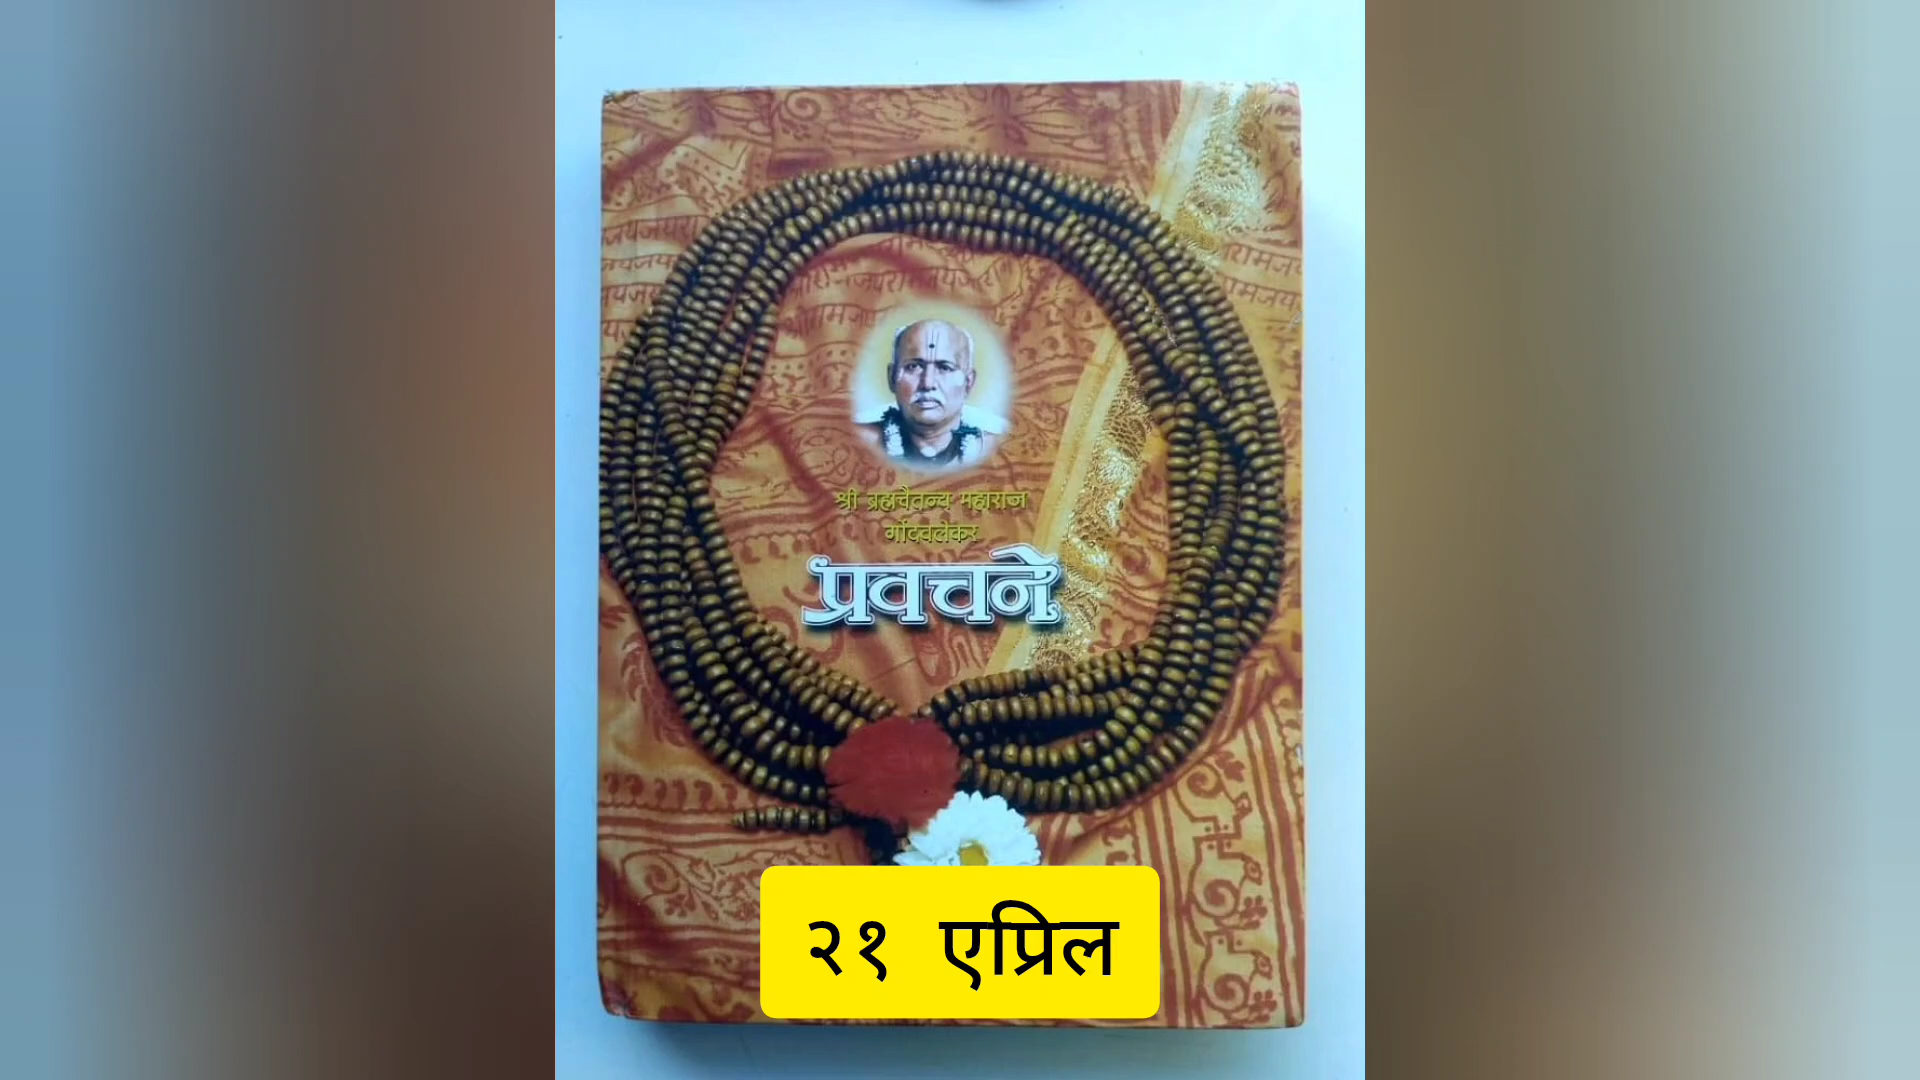 श्री ब्रह्मचैतन्य महाराज
गोंदवलेकर
प्रवचने
२१ एप्रिल